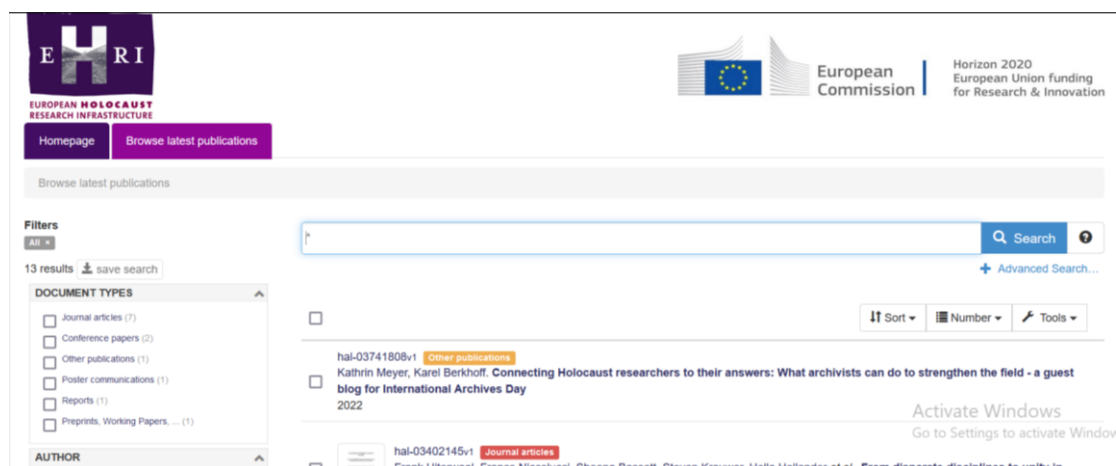 E H RI
EUROPEAN HOLOCAUST
RESEARCH INFRASTRUCTURE
European
Commission
Horizon 2020
European Union funding
for Research & Innovation
Homepage
Browse latest publications
Browse latest publications
Filters
All ×
13 results save search
*
Search
+ Advanced Search...
DOCUMENT TYPES
Journal articles (7)
Conference papers (2)
Other publications (1)
Poster communications (1)
Reports (1)
Preprints, Working Papers, ... (1)
AUTHOR
Sort
Number
Tools
hal-03741808v1 Other publications
Kathrin Meyer, Karel Berkhoff. Connecting Holocaust researchers to their answers: What archivists can do to strengthen the field - a guest
blog for International Archives Day
2022
Activate Windows
Go to Settings to activate Window
hal-03402145v1 Journal articles